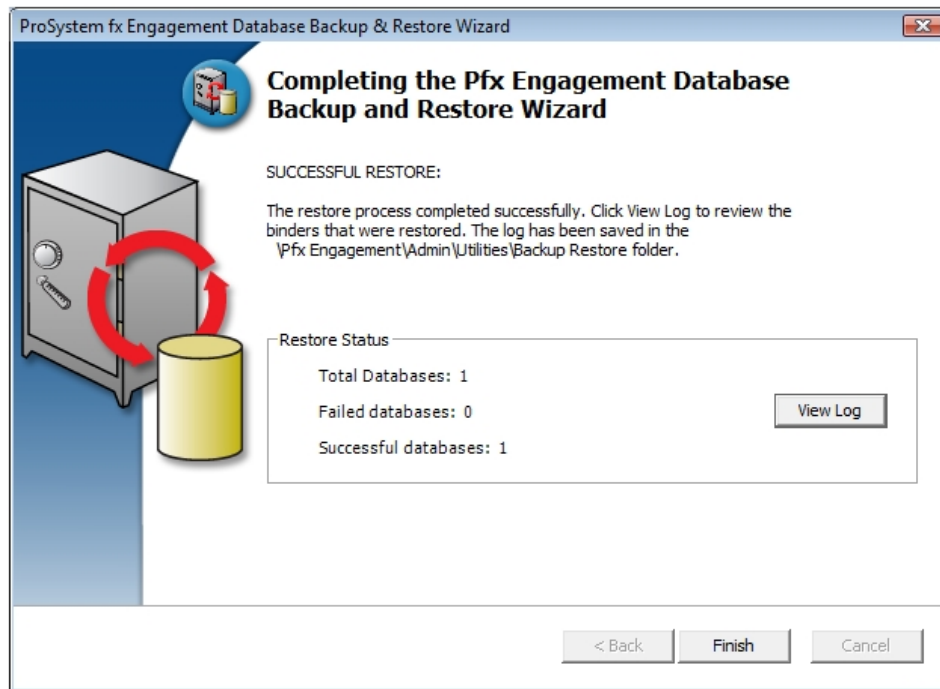 ProSystem fx Engagement Database Backup & Restore Wizard
Completing the Pfx Engagement Database
Backup and Restore Wizard
SUCCESSFUL RESTORE:
The restore process completed successfully. Click View Log to review the
binders that were restored. The log has been saved in the
\Pfx Engagement\Admin\Utilities\Backup Restore folder.
Restore Status
Total Databases: 1
Failed databases: 0
View Log
Successful databases: 1
< Back
Finish
Cancel